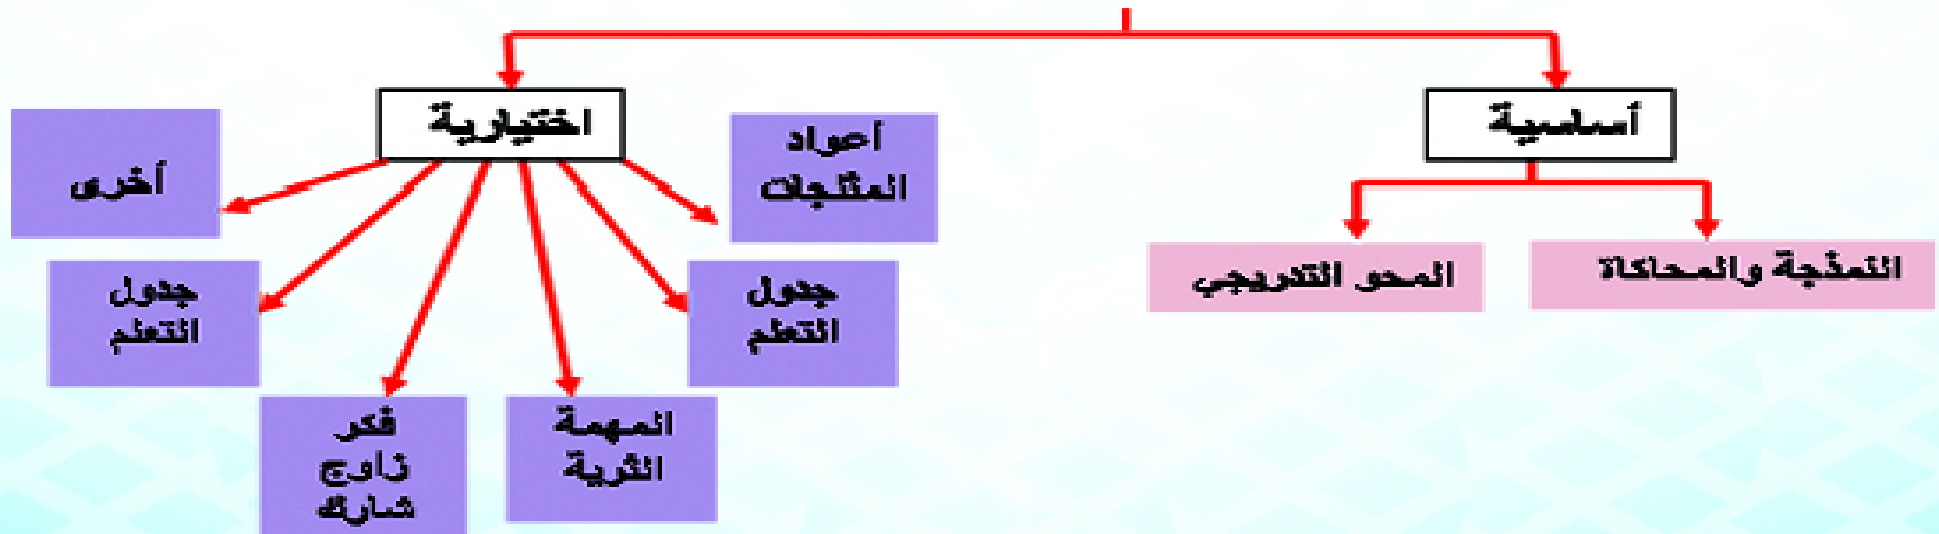 أساسية
اختيارية
النمذجة والمحاكاة
المحو التدريجي
أعواد
المثلجات
جدول
التعلم
المهمة
الثرية
فكر
زاوج
شارك
جدول
التعلم
أخرى